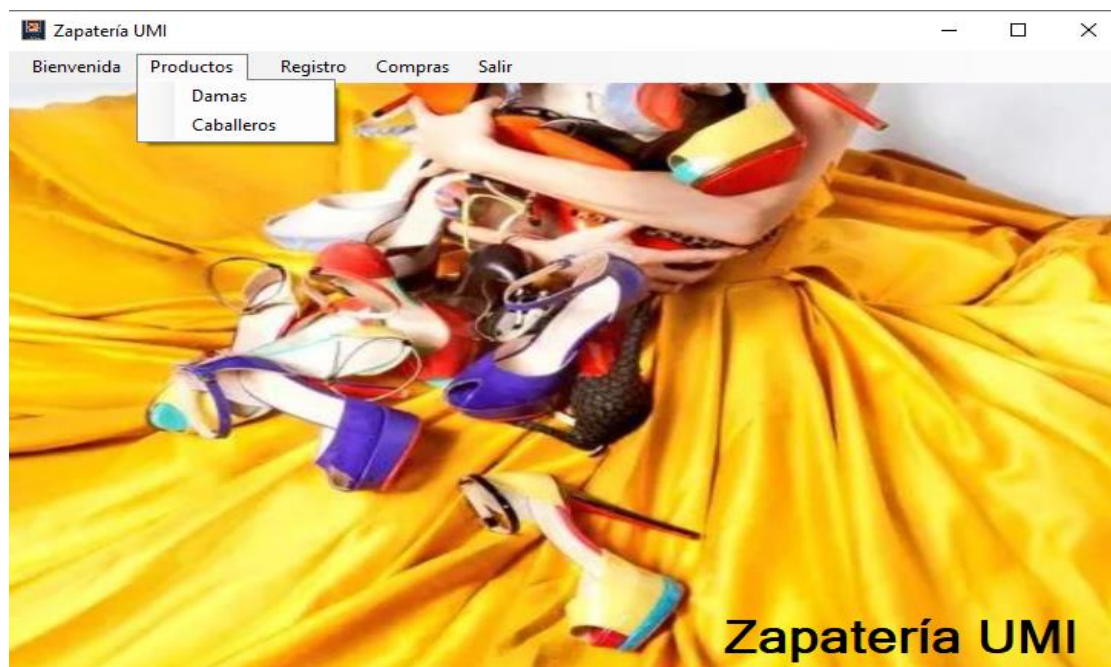 Zapatería UMI
Bienvenida Productos Registro Compras Salir
Damas
Caballeros
Zapatería UMI